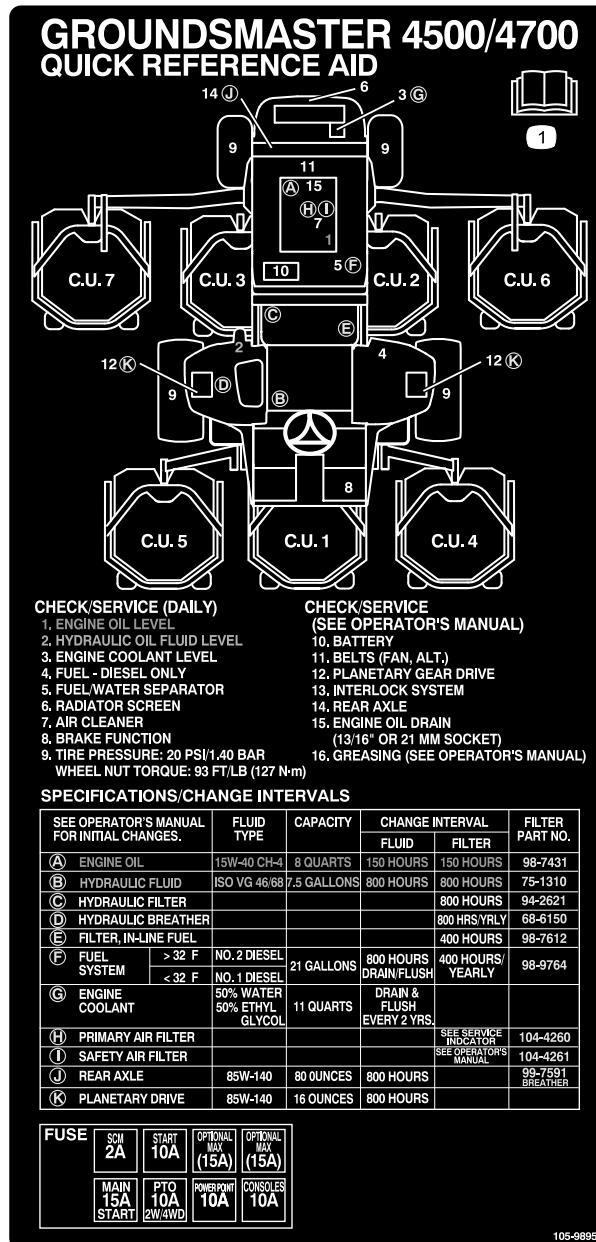 GROUNDSMASTER 4500/4700
QUICK REFERENCE AID
14 J
6
3 G
1
9
9
11
A 15
H I
7
1
5 F
10
C.U. 7
C.U. 3
C.U. 2
C.U. 6
C
E
2
4
12 K
12 K
9
D
B
9
8
C.U. 5
C.U. 1
C.U. 4
CHECK/SERVICE (DAILY)
1. ENGINE OIL LEVEL
2. HYDRAULIC OIL FLUID LEVEL
3. ENGINE COOLANT LEVEL
4. FUEL - DIESEL ONLY
5. FUEL/WATER SEPARATOR
6. RADIATOR SCREEN
7. AIR CLEANER
8. BRAKE FUNCTION
9. TIRE PRESSURE: 20 PSI/1.40 BAR
WHEEL NUT TORQUE: 93 FT/LB (127 N·m)
CHECK/SERVICE
(SEE OPERATOR'S MANUAL)
10. BATTERY
11. BELTS (FAN, ALT.)
12. PLANETARY GEAR DRIVE
13. INTERLOCK SYSTEM
14. REAR AXLE
15. ENGINE OIL DRAIN
(13/16" OR 21 MM SOCKET)
16. GREASING (SEE OPERATOR'S MANUAL)
SPECIFICATIONS/CHANGE INTERVALS
SEE OPERATOR'S MANUAL FOR INITIAL CHANGES. FLUID TYPE CAPACITY CHANGE INTERVAL FLUID FILTER FILTER PART NO.
A ENGINE OIL 15W-40 CH-4 8 QUARTS 150 HOURS 150 HOURS 98-7431
B HYDRAULIC FLUID ISO VG 46/68 7.5 GALLONS 800 HOURS 800 HOURS 75-1310
C HYDRAULIC FILTER 800 HOURS 94-2621
D HYDRAULIC BREATHER 800 HRS/YRLY 68-6150
E FILTER, IN-LINE FUEL 400 HOURS 98-7612
F FUEL SYSTEM > 32 F NO. 2 DIESEL < 32 F NO. 1 DIESEL 21 GALLONS 800 HOURS DRAIN/FLUSH 400 HOURS/ YEARLY 98-9764
G ENGINE COOLANT 50% WATER 50% ETHYL GLYCOL 11 QUARTS DRAIN & FLUSH EVERY 2 YRS.
H PRIMARY AIR FILTER SEE SERVICE INDCATOR 104-4260
I SAFETY AIR FILTER SEE OPERATOR'S MANUAL 104-4261
J REAR AXLE 85W-140 80 OUNCES 800 HOURS 99-7591 BREATHER
K PLANETARY DRIVE 85W-140 16 OUNCES 800 HOURS
FUSE
SCM 2A
START 10A
OPTIONAL MAX (15A)
OPTIONAL MAX (15A)
MAIN 15A START
PTO 10A 2W/4WD
POWER POINT 10A
CONSOLES 10A
105-9895